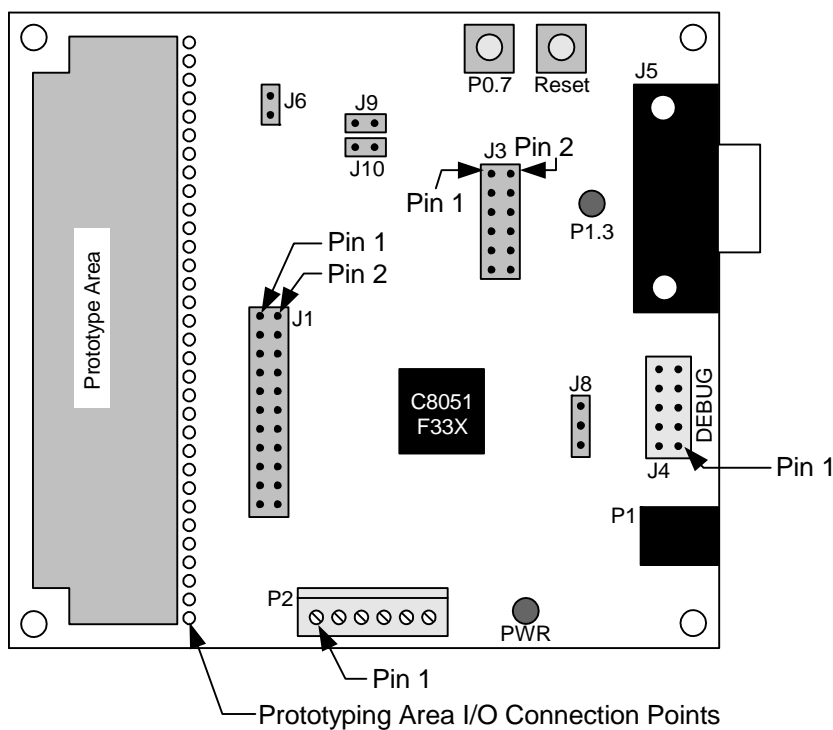 P0.7
Reset
J5
J6
J9
J10
J3
Pin 2
Pin 1
P1.3
Pin 1
Pin 2
J1
Prototype Area
C8051
F33X
J8
DEBUG
J4
Pin 1
P1
P2
PWR
Pin 1
Prototyping Area I/O Connection Points